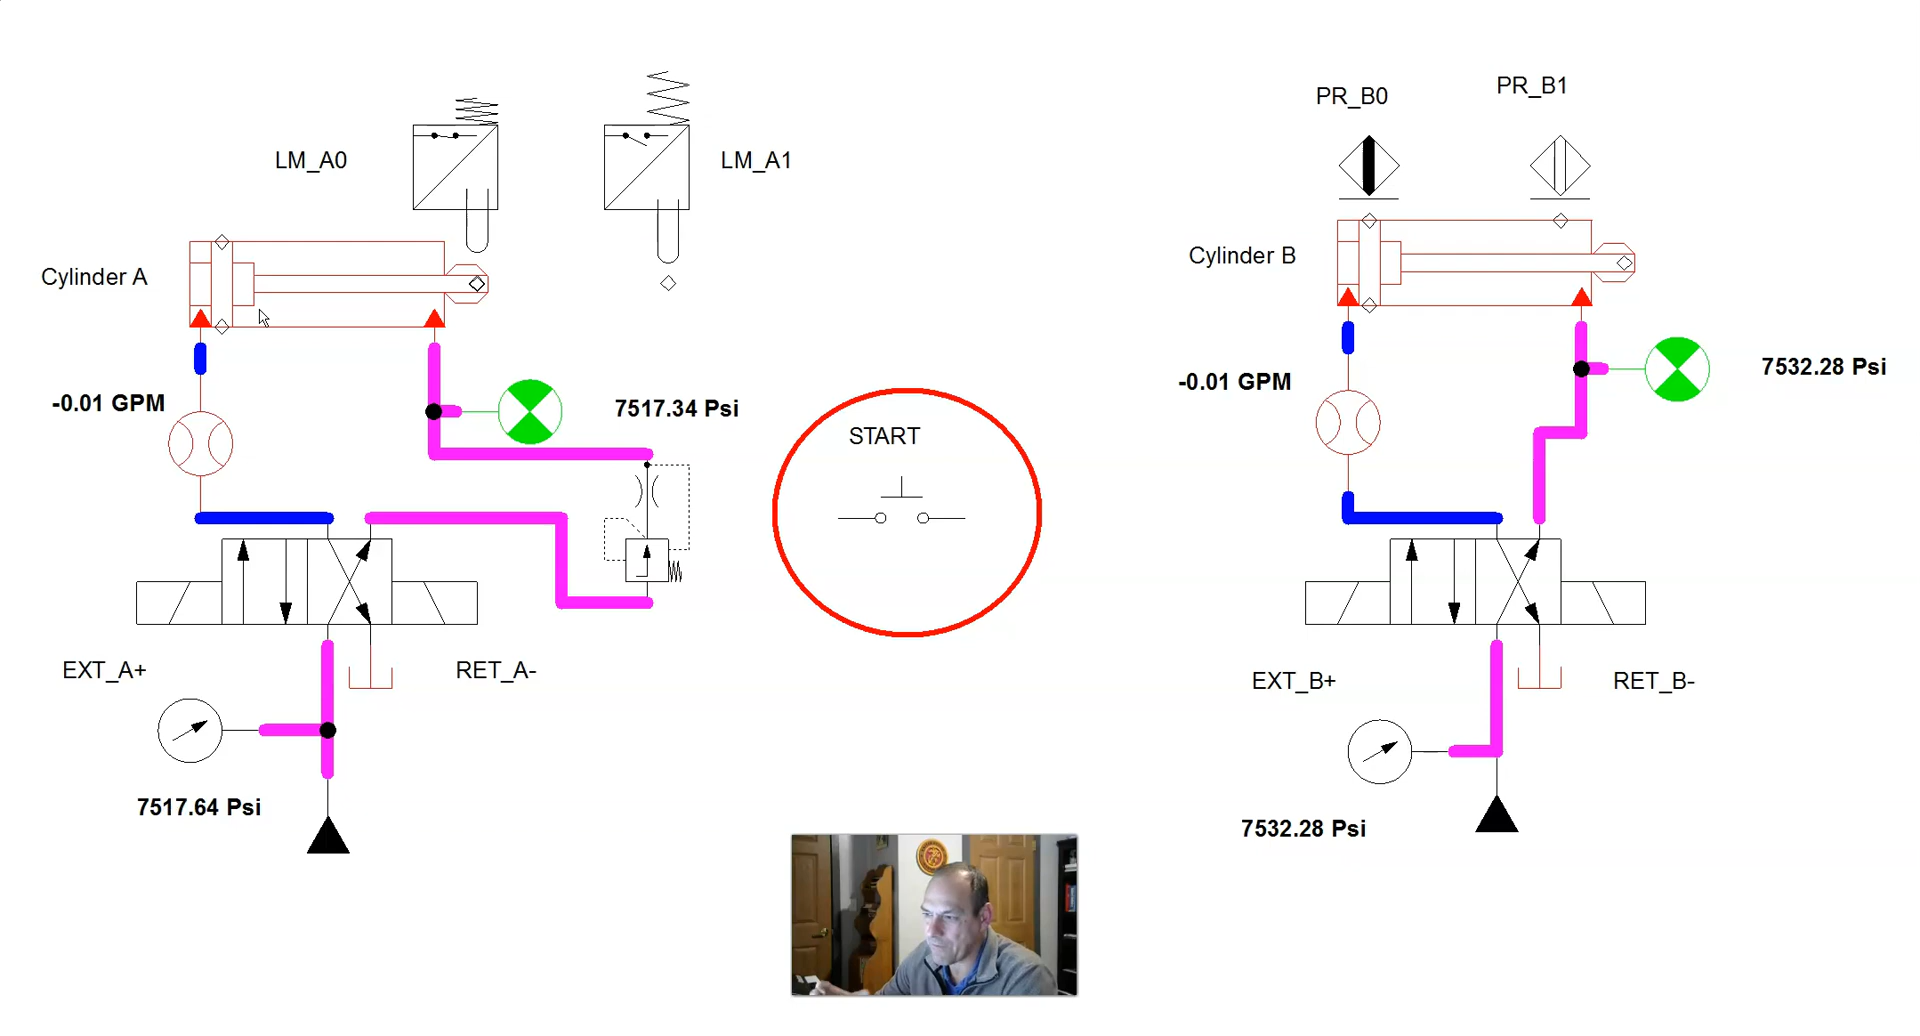 PR_B0
PR_B1
LM_A0
LM_A1
Cylinder A
Cylinder B
-0.01 GPM
7517.34 Psi
-0.01 GPM
7532.28 Psi
START
EXT_A+
RET_A-
EXT_B+
RET_B-
7517.64 Psi
7532.28 Psi